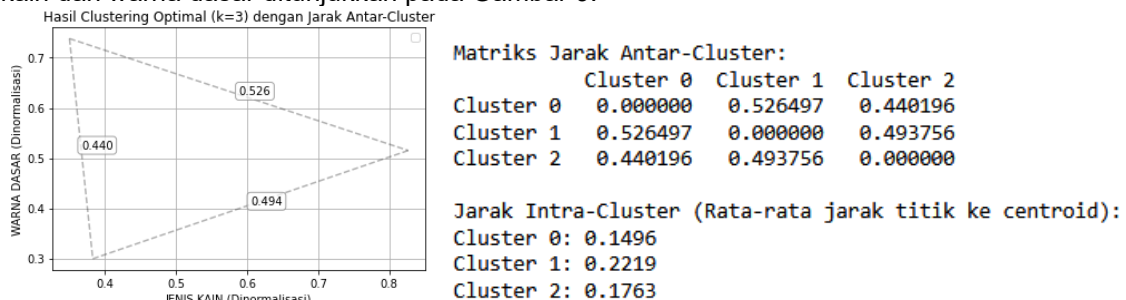 Hasil Clustering Optimal (k=3) dengan Jarak Antar-Cluster
0.7
0.6
0.5
0.4
0.3
0.4 0.5 0.6 0.7 0.8
WARNA DASAR (Dinormalisasi)
JENIS KAIN (Dinormalisasi)
0.526
0.440
0.494
Matriks Jarak Antar-Cluster:
Cluster 0 Cluster 1 Cluster 2
Cluster 0 0.000000 0.526497 0.440196
Cluster 1 0.526497 0.000000 0.493756
Cluster 2 0.440196 0.493756 0.000000
Jarak Intra-Cluster (Rata-rata jarak titik ke centroid):
Cluster 0: 0.1496
Cluster 1: 0.2219
Cluster 2: 0.1763